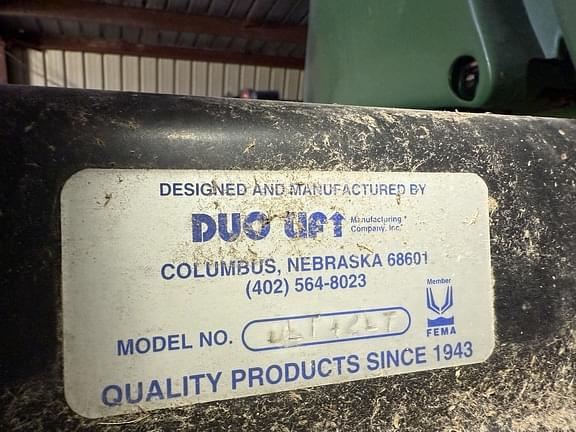 DESIGNED AND MANUFACTURED BY
DUO LIFT Manufacturing
Company, Inc.
COLUMBUS, NEBRASKA 68601
(402) 564-8023
Member
FEMA
MODEL NO.
QUALITY PRODUCTS SINCE 1943